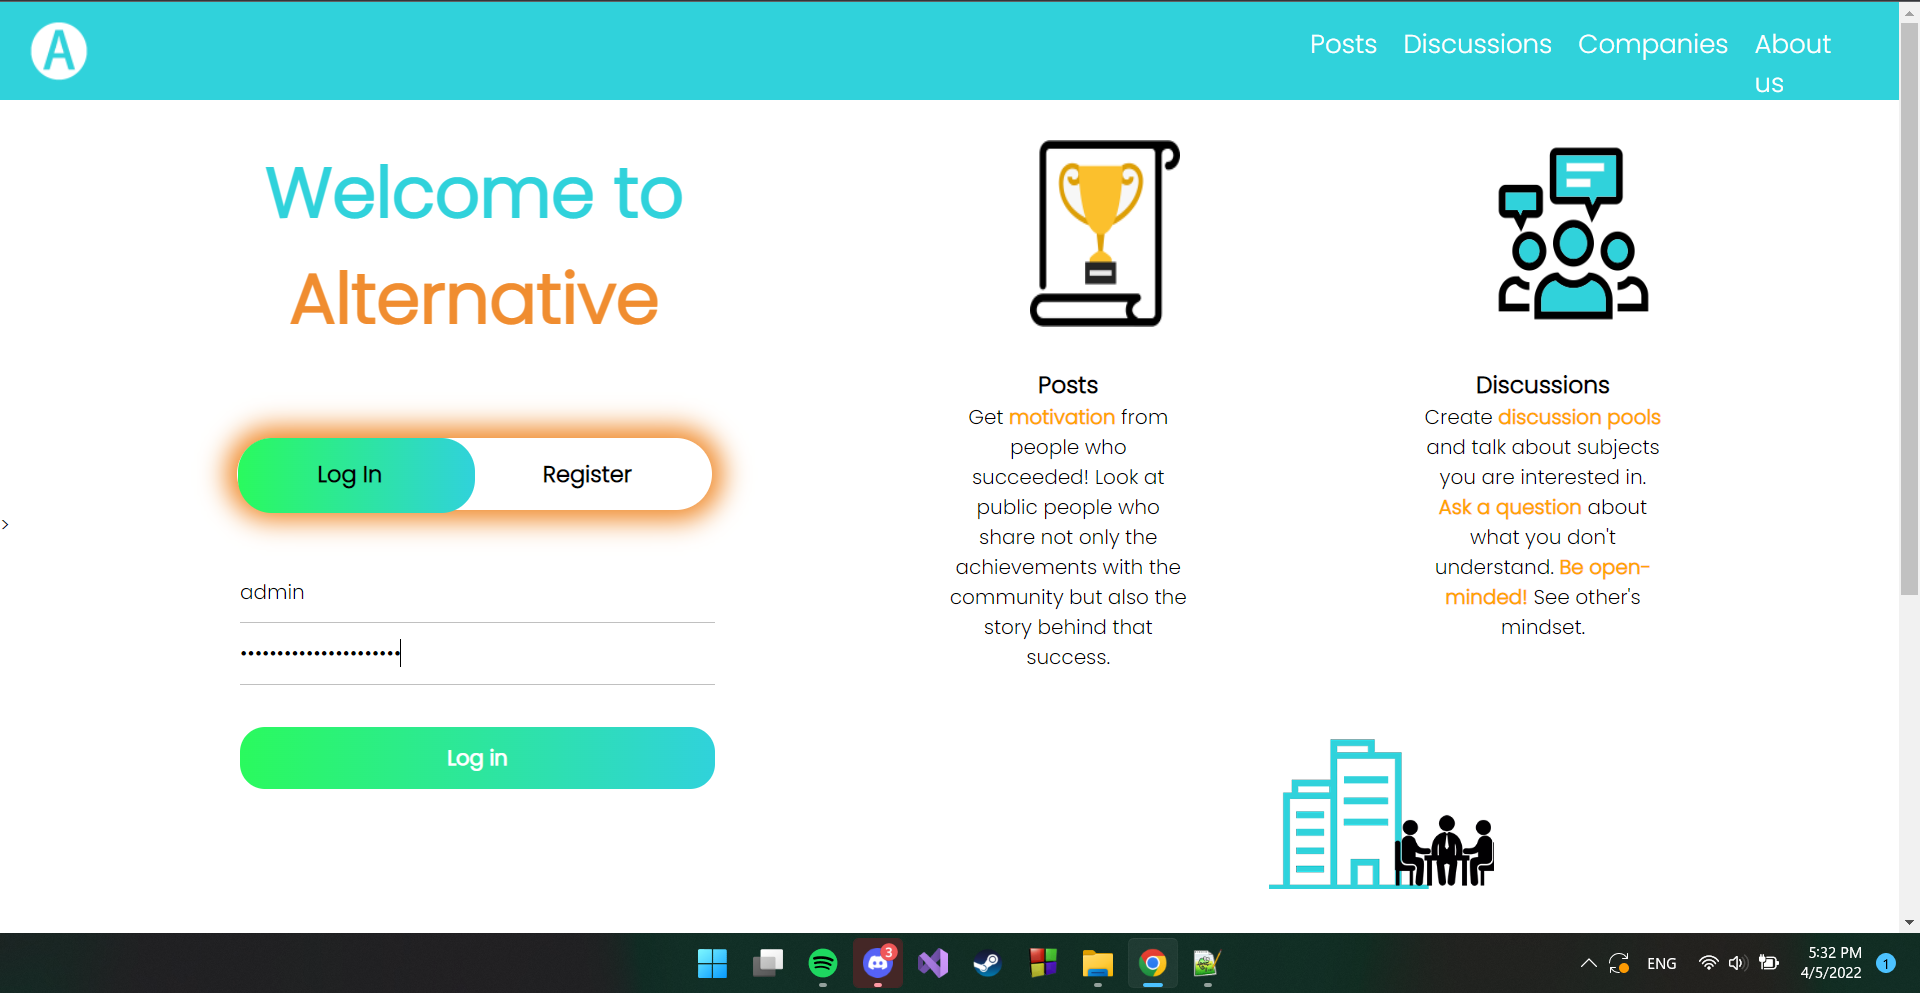 A
Posts Discussions Companies About
us
Welcome to
Alternative
Log In Register
>
admin
••••••••••••••••••••••
Log in
Posts
Get motivation from
people who
succeeded! Look at
public people who
share not only the
achievements with the
community but also the
story behind that
success.
Discussions
Create discussion pools
and talk about subjects
you are interested in.
Ask a question about
what you don't
understand. Be open-
minded! See other's
mindset.
3
ENG
5:32 PM
4/5/2022
1